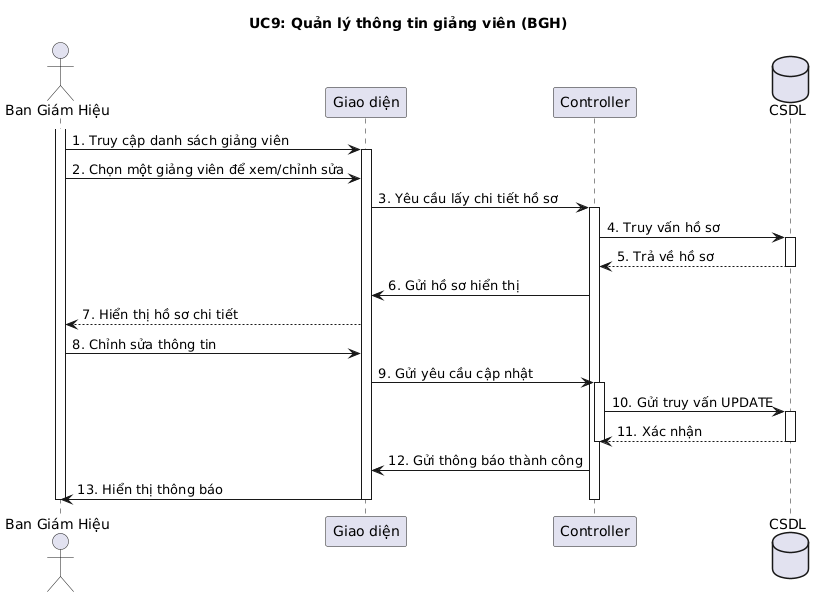 UC9: Quản lý thông tin giảng viên (BGH)
Ban Giám Hiệu
Giao diện
Controller
CSDL
1. Truy cập danh sách giảng viên
2. Chọn một giảng viên để xem/chỉnh sửa
3. Yêu cầu lấy chi tiết hồ sơ
4. Truy vấn hồ sơ
5. Trả về hồ sơ
6. Gửi hồ sơ hiển thị
7. Hiển thị hồ sơ chi tiết
8. Chỉnh sửa thông tin
9. Gửi yêu cầu cập nhật
10. Gửi truy vấn UPDATE
11. Xác nhận
12. Gửi thông báo thành công
13. Hiển thị thông báo
Ban Giám Hiệu
Giao diện
Controller
CSDL